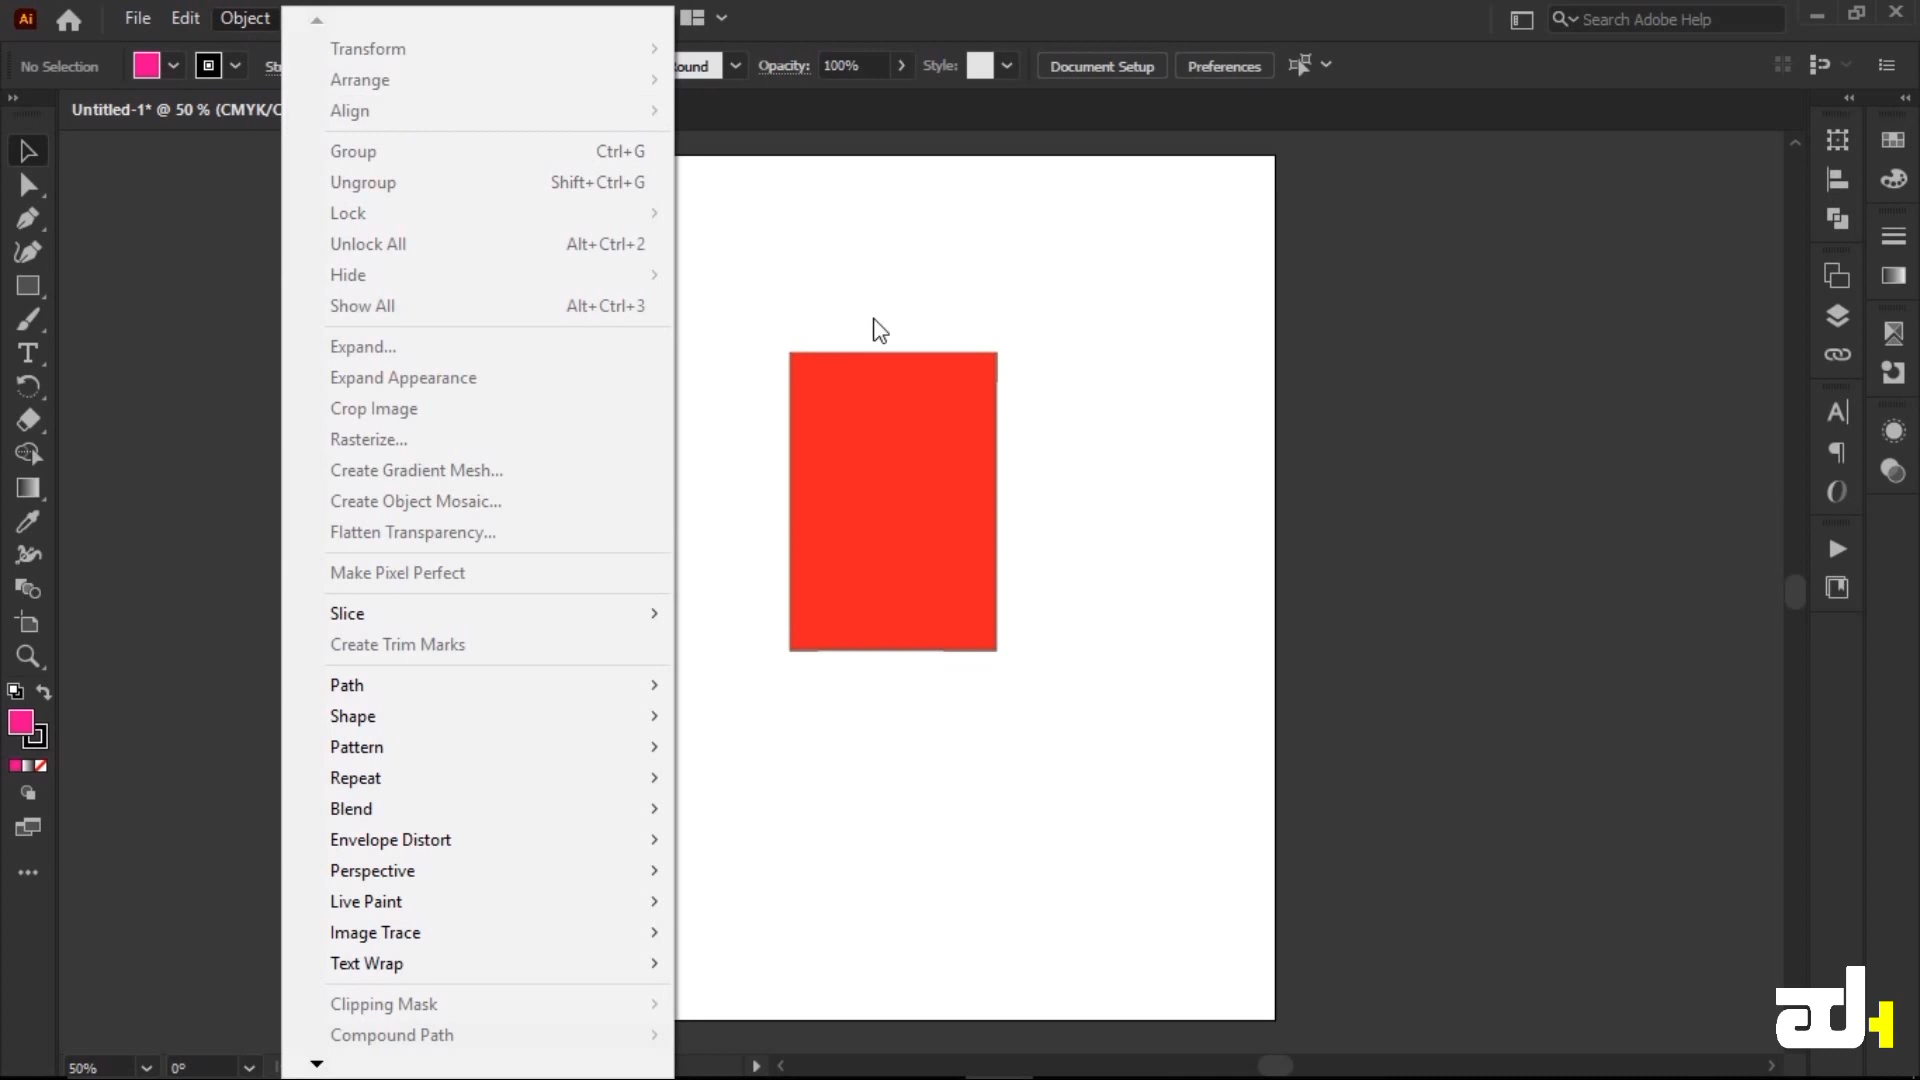 Ai
File Edit Object
Search Adobe Help
No Selection
ound Opacity: 100% Style: Document Setup Preferences
Untitled-1* @ 50 % (CMYK/C
Transform
Arrange
Align
Group Ctrl+G
Ungroup Shift+Ctrl+G
Lock
Unlock All Alt+Ctrl+2
Hide
Show All Alt+Ctrl+3
Expand...
Expand Appearance
Crop Image
Rasterize...
Create Gradient Mesh...
Create Object Mosaic...
Flatten Transparency...
Make Pixel Perfect
Slice
Create Trim Marks
Path
Shape
Pattern
Repeat
Blend
Envelope Distort
Perspective
Live Paint
Image Trace
Text Wrap
Clipping Mask
Compound Path
50% 0°